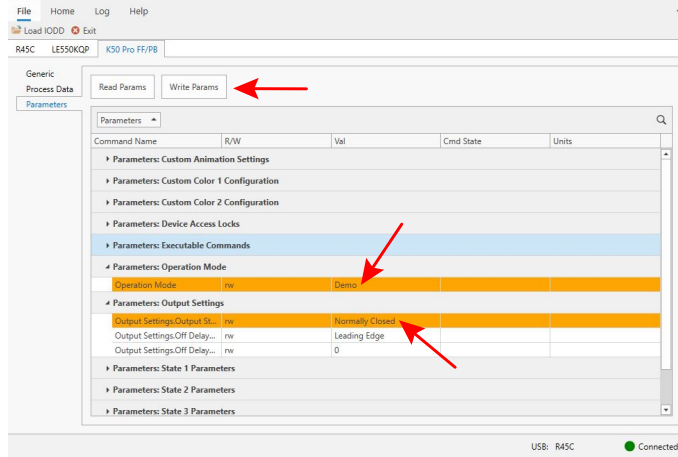 File Home Log Help
Load IODD Exit
R45C LE550KQP K50 Pro FF/PB
Generic
Process Data
Parameters
Read Params Write Params
Parameters
Command Name R/W Val Cmd State Units
Parameters: Custom Animation Settings
Parameters: Custom Color 1 Configuration
Parameters: Custom Color 2 Configuration
Parameters: Device Access Locks
Parameters: Executable Commands
Parameters: Operation Mode
Operation Mode rw Demo
Parameters: Output Settings
Output Settings.Output St... rw Normally Closed
Output Settings.Off Delay... rw Leading Edge
Output Settings.Off Delay... rw 0
Parameters: State 1 Parameters
Parameters: State 2 Parameters
Parameters: State 3 Parameters
USB: R45C Connected